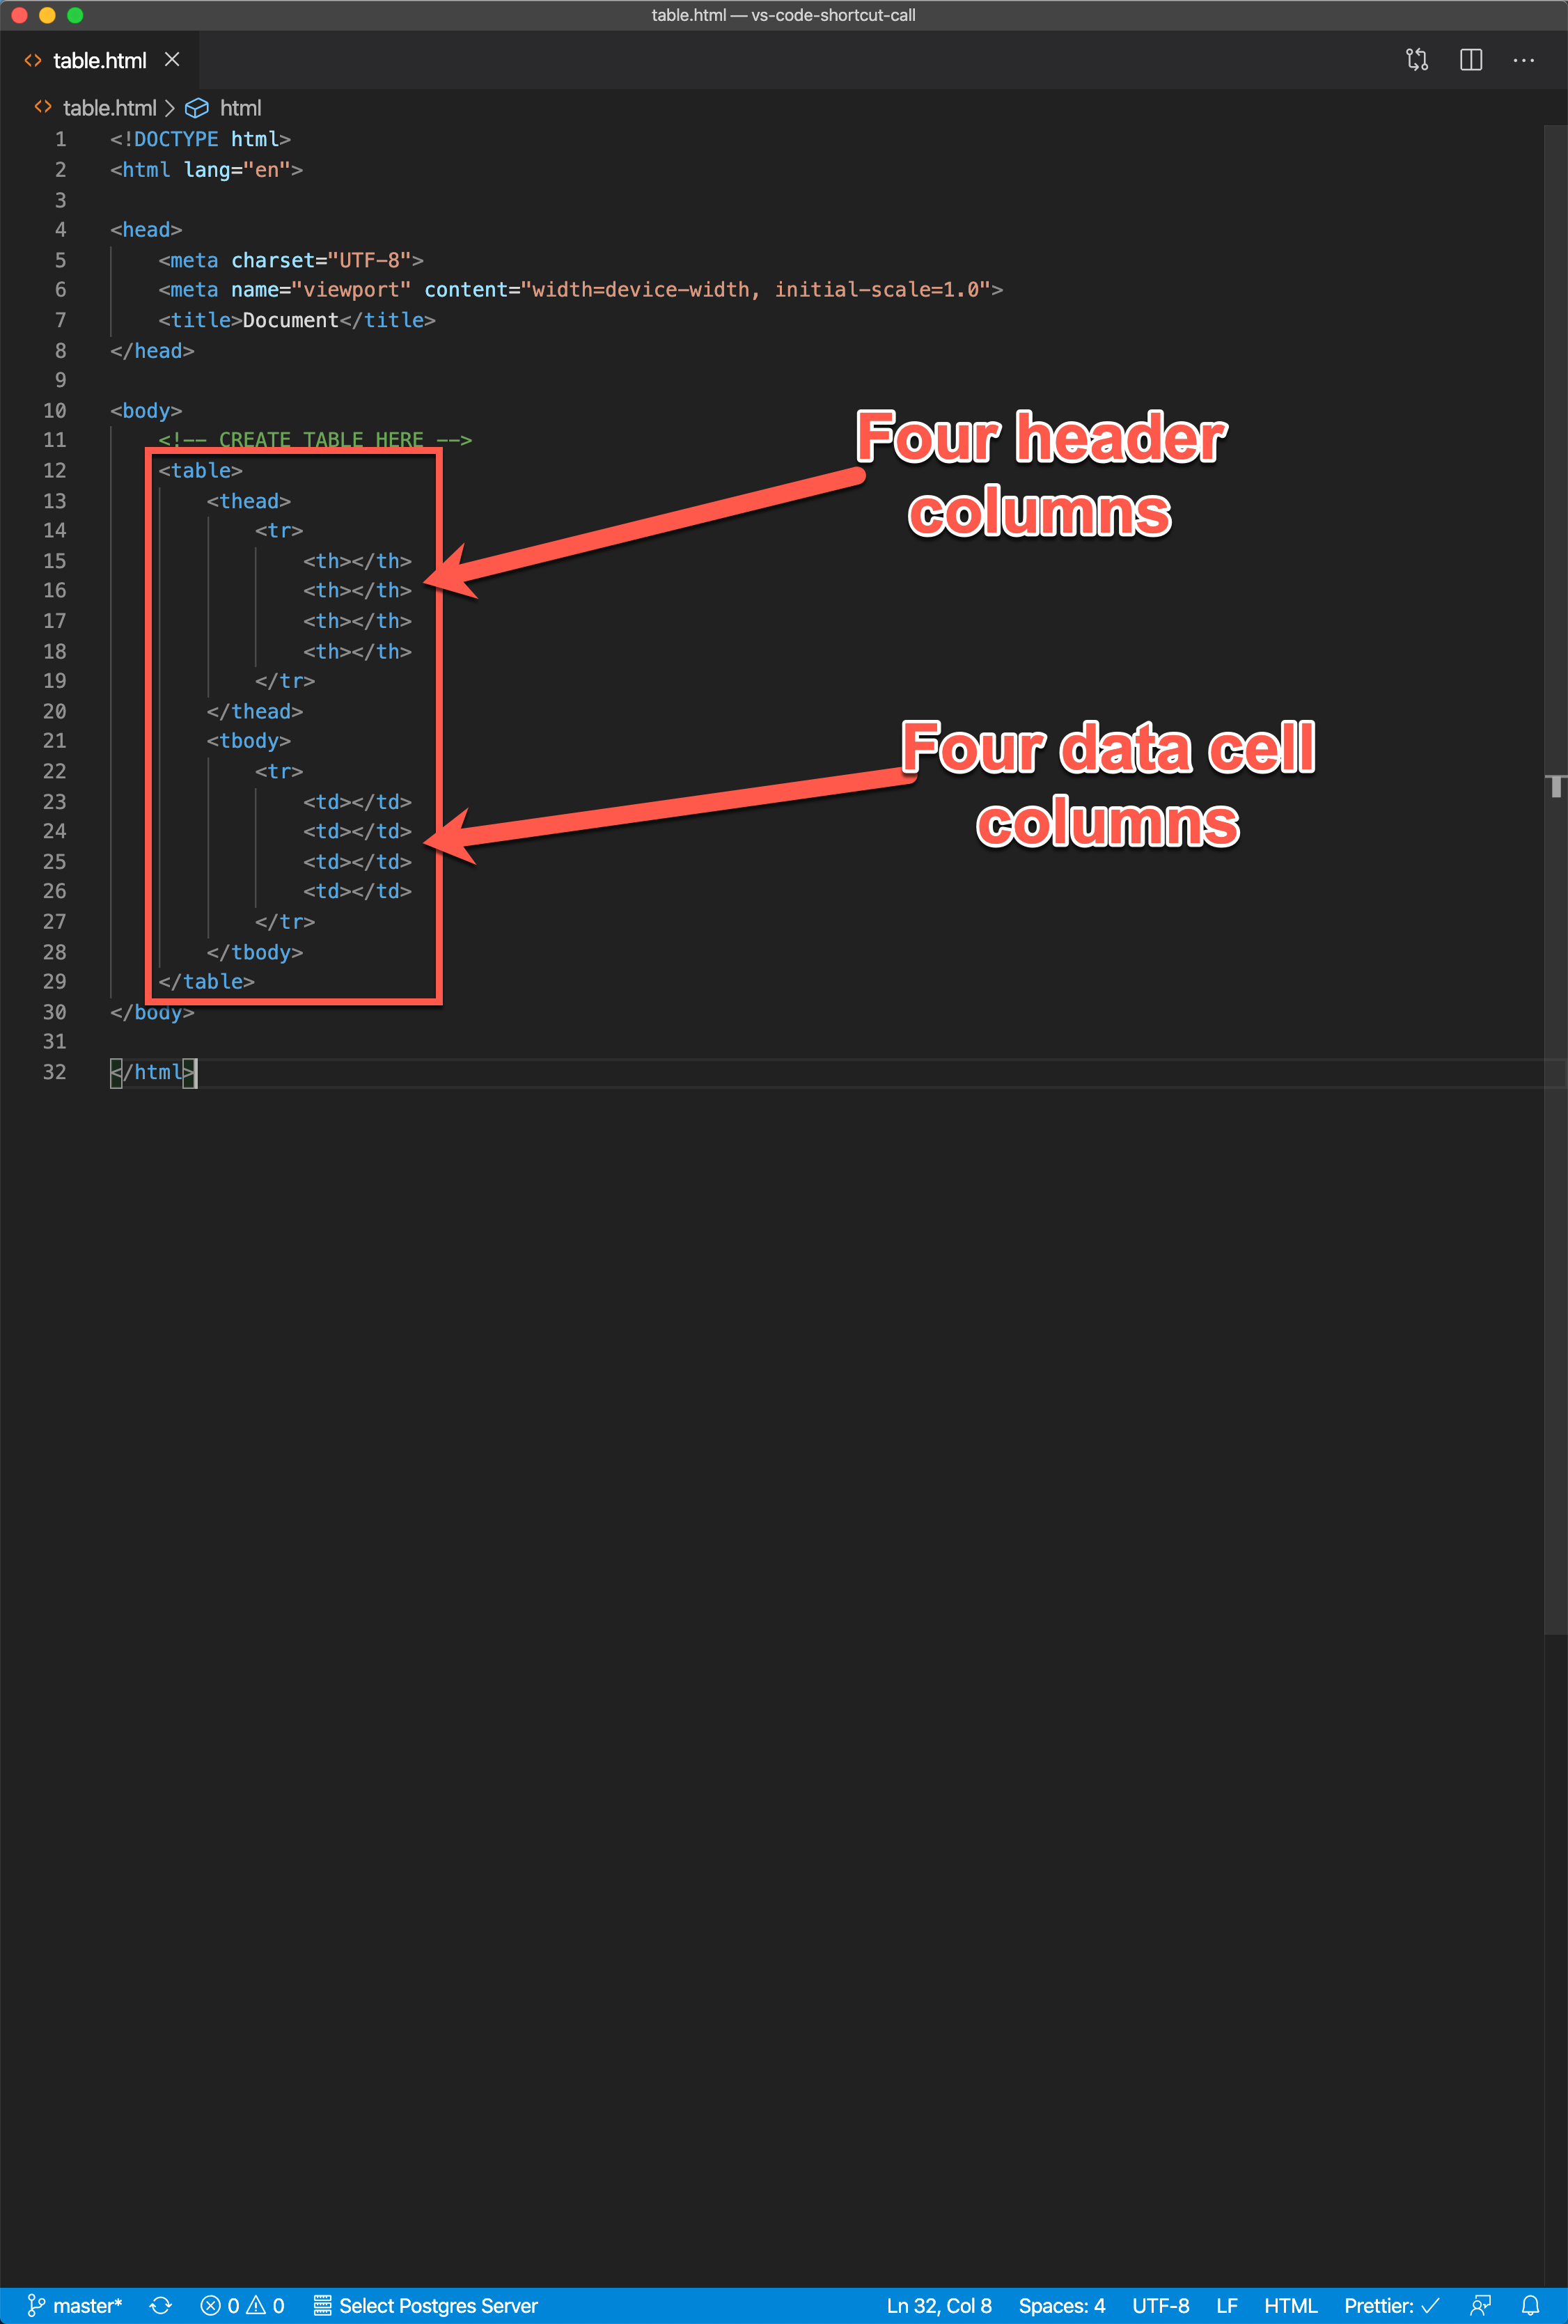 table.html — vs-code-shortcut-call
table.html
table.html > html
1 <!DOCTYPE html>
2 <html lang="en">
3
4 <head>
5     <meta charset="UTF-8">
6     <meta name="viewport" content="width=device-width, initial-scale=1.0">
7     <title>Document</title>
8 </head>
9
10 <body>
11     <!-- CREATE TABLE HERE -->
12     <table>
13         <thead>
14             <tr>
15                 <th></th>
16                 <th></th>
17                 <th></th>
18                 <th></th>
19             </tr>
20         </thead>
21         <tbody>
22             <tr>
23                 <td></td>
24                 <td></td>
25                 <td></td>
26                 <td></td>
27             </tr>
28         </tbody>
29     </table>
30 </body>
31
32 </html>
Four header
columns
Four data cell
columns
master* 0 0 Select Postgres Server Ln 32, Col 8 Spaces: 4 UTF-8 LF HTML Prettier: ✓